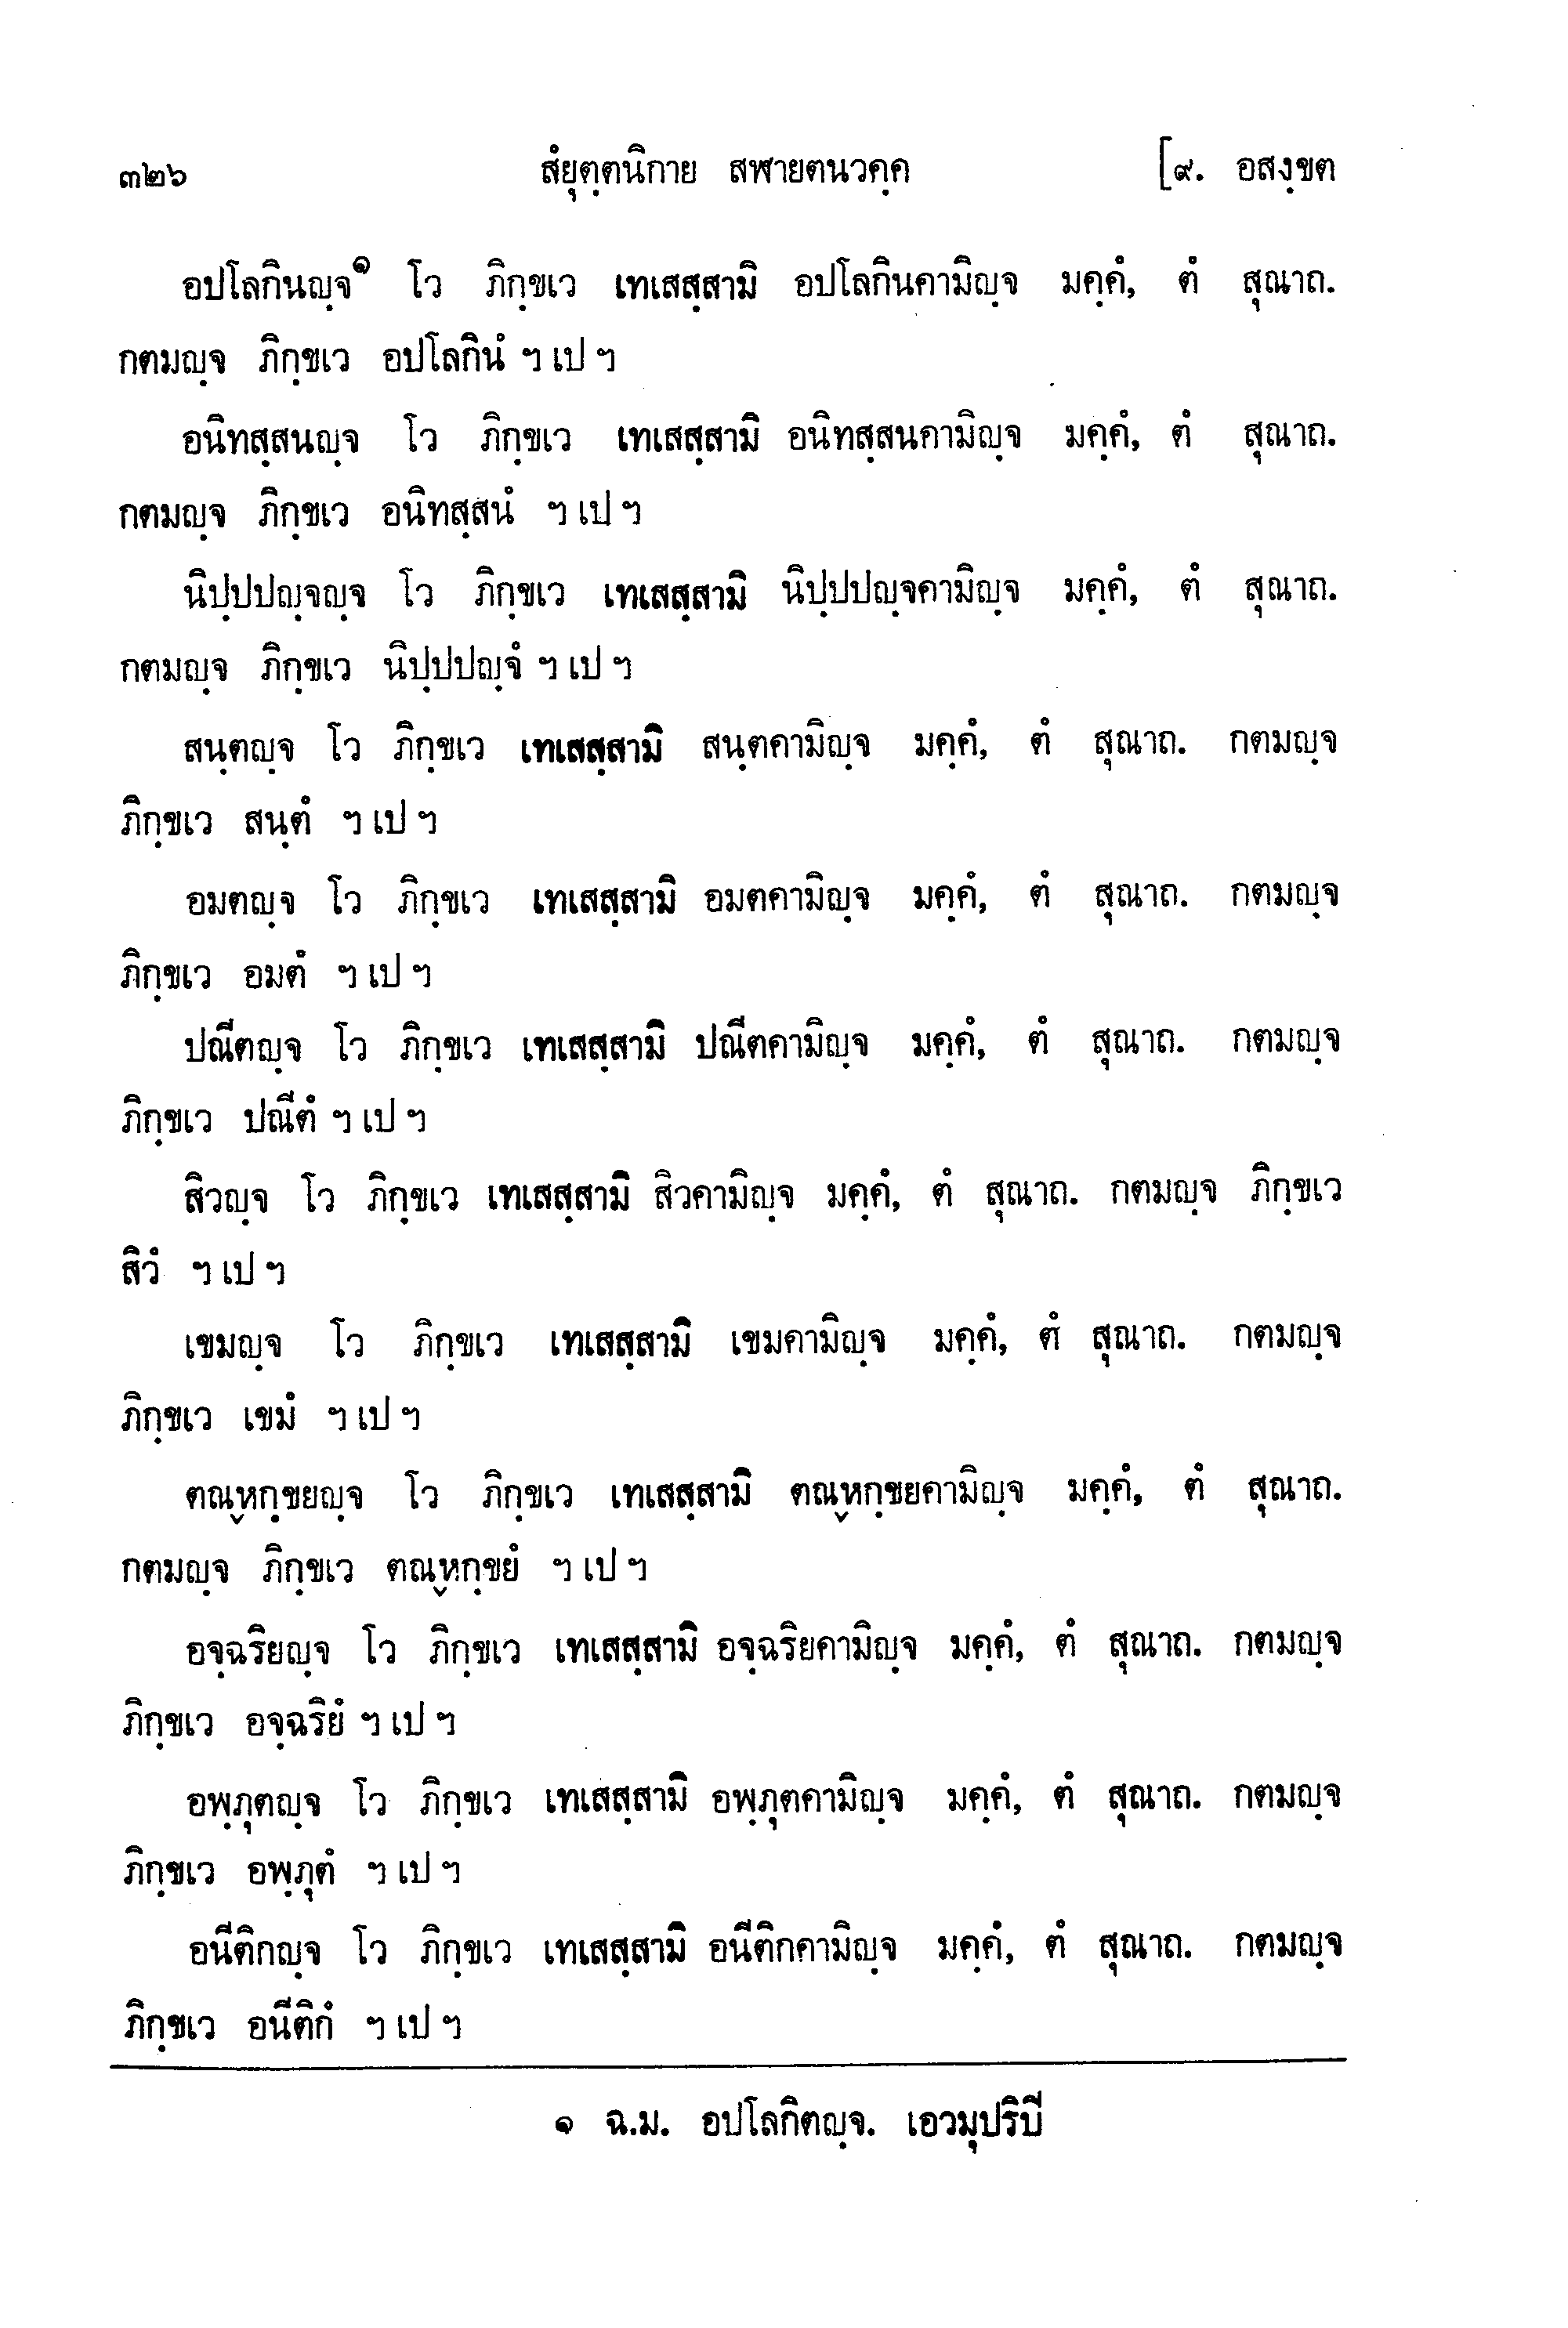 ๓๒๖ สํยุตฺตนิกาย สฬายตนวคฺค [๙. อสงฺขต
อปโลกินญฺจ๑ โว ภิกฺขเว เทเสสฺสามิ อปโลกินคามิญฺจ มคฺคํ, ตํ สุณาถ.
กตมญฺจ ภิกฺขเว อปโลกินํ ฯ เป ฯ
อนิทสฺสนญฺจ โว ภิกฺขเว เทเสสฺสามิ อนิทสฺสนคามิญฺจ มคฺคํ, ตํ สุณาถ.
กตมญฺจ ภิกฺขเว อนิทสฺสนํ ฯ เป ฯ
นิปฺปปญฺจญฺจ โว ภิกฺขเว เทเสสฺสามิ นิปฺปปญฺจคามิญฺจ มคฺคํ, ตํ สุณาถ.
กตมญฺจ ภิกฺขเว นิปฺปปญฺจํ ฯ เป ฯ
สนฺตญฺจ โว ภิกฺขเว เทเสสฺสามิ สนฺตคามิญฺจ มคฺคํ, ตํ สุณาถ. กตมญฺจ
ภิกฺขเว สนฺตํ ฯ เป ฯ
อมตญฺจ โว ภิกฺขเว เทเสสฺสามิ อมตคามิญฺจ มคฺคํ, ตํ สุณาถ. กตมญฺจ
ภิกฺขเว อมตํ ฯ เป ฯ
ปณีตญฺจ โว ภิกฺขเว เทเสสฺสามิ ปณีตคามิญฺจ มคฺคํ, ตํ สุณาถ. กตมญฺจ
ภิกฺขเว ปณีตํ ฯ เป ฯ
สิวญฺจ โว ภิกฺขเว เทเสสฺสามิ สิวคามิญฺจ มคฺคํ, ตํ สุณาถ. กตมญฺจ ภิกฺขเว
สิวํ ฯ เป ฯ
เขมญฺจ โว ภิกฺขเว เทเสสฺสามิ เขมคามิญฺจ มคฺคํ, ตํ สุณาถ. กตมญฺจ
ภิกฺขเว เขมํ ฯ เป ฯ
ตณฺหกฺขยญฺจ โว ภิกฺขเว เทเสสฺสามิ ตณฺหกฺขยคามิญฺจ มคฺคํ, ตํ สุณาถ.
กตมญฺจ ภิกฺขเว ตณฺหกฺขยํ ฯ เป ฯ
อจฺฉริยญฺจ โว ภิกฺขเว เทเสสฺสามิ อจฺฉริยคามิญฺจ มคฺคํ, ตํ สุณาถ. กตมญฺจ
ภิกฺขเว อจฺฉริยํ ฯ เป ฯ
อพฺภุตญฺจ โว ภิกฺขเว เทเสสฺสามิ อพฺภุตคามิญฺจ มคฺคํ, ตํ สุณาถ. กตมญฺจ
ภิกฺขเว อพฺภุตํ ฯ เป ฯ
อนีติกญฺจ โว ภิกฺขเว เทเสสฺสามิ อนีติกคามิญฺจ มคฺคํ, ตํ สุณาถ. กตมญฺจ
ภิกฺขเว อนีติกํ ฯ เป ฯ
๑ ฉ.ม. อปโลกิตญฺจ. เอวมุปริปี